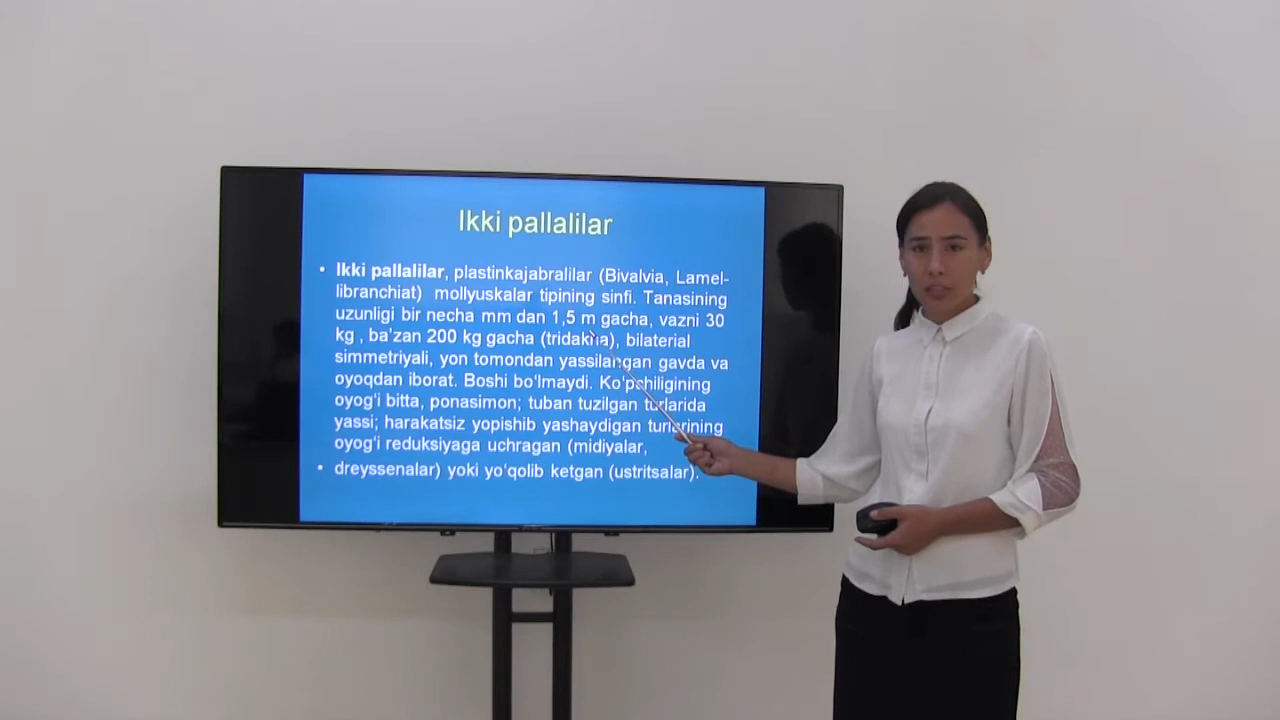 Ikki pallalilar
• Ikki pallalilar, plastinkajabralilar (Bivalvia, Lamel-
libranchiat) mollyuskalar tipining sinfi. Tanasining
uzunligi bir necha mm dan 1,5 m gacha, vazni 30
kg , ba'zan 200 kg gacha (tridakna), bilaterial
simmetriyali, yon tomondan yassilangan gavda va
oyoqdan iborat. Boshi bo‘lmaydi. Ko‘pchiligining
oyog‘i bitta, ponasimon; tuban tuzilgan turlarida
yassi; harakatsiz yopishib yashaydigan turlarining
oyog‘i reduksiyaga uchragan (midiyalar,
• dreyssenalar) yoki yo‘qolib ketgan (ustritsalar).